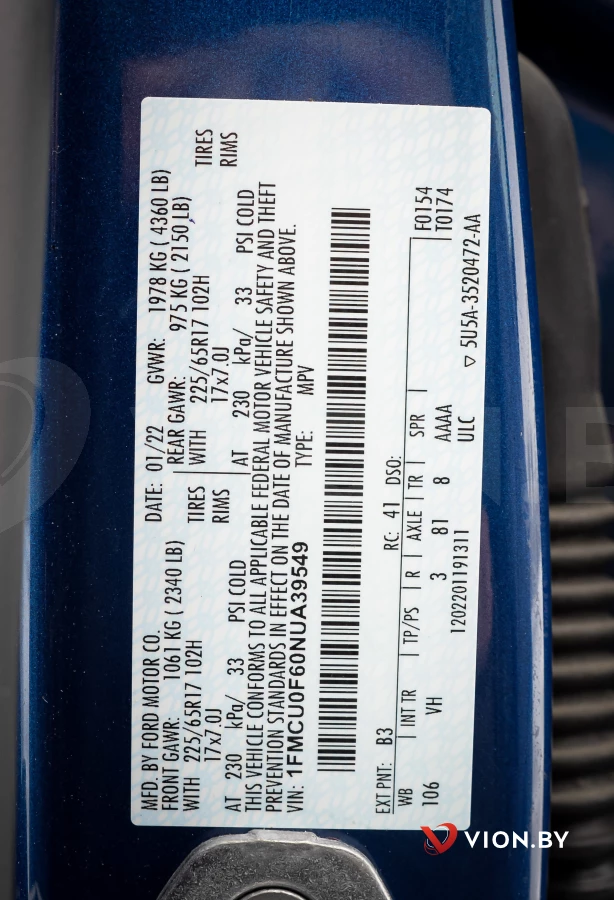 MFD. BY FORD MOTOR CO. DATE: 01/22 GVWR: 1978 KG ( 4360 LB)
FRONT GAWR: 1061 KG ( 2340 LB) REAR GAWR: 975 KG ( 2150 LB)
WITH 225/65R17 102H TIRES WITH 225/65R17 102H TIRES
17x7.0J RIMS 17x7.0J RIMS
AT 230 kPa/ 33 PSI COLD AT 230 kPa/ 33 PSI COLD
THIS VEHICLE CONFORMS TO ALL APPLICABLE FEDERAL MOTOR VEHICLE SAFETY AND THEFT
PREVENTION STANDARDS IN EFFECT ON THE DATE OF MANUFACTURE SHOWN ABOVE.
VIN: 1FMCU0F60NUA39549 TYPE: MPV
EXT PNT: B3 RC: 41 DSO:
WB INT TR TP/PS R AXLE TR SPR F0154
106 VH 3 81 8 AAAA T0174
1202201191311 ULC
▽ 5U5A-3520472-AA
VION.BY